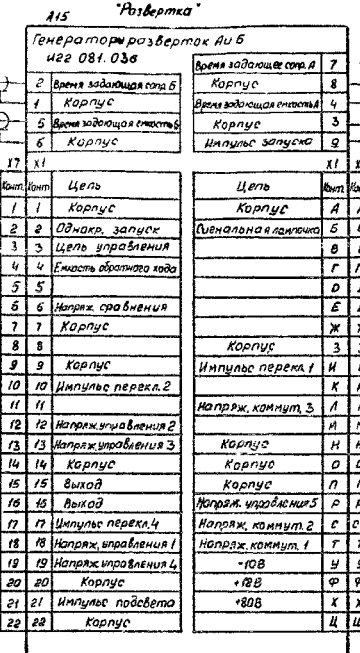 А15 "Развертка"
Генераторы разверток А и Б
И22 081.036
2 Время задающая сопр. Б
1 Корпус
5 Время задающая емкость Б
6 Корпус
Время задающее сопр. А 7
Корпус 8
Время задающая емкость А 4
Корпус 3
Импульс запуска 9
Х7 Х1
Конт. Конт Цепь
1 1 Корпус
2 2 Однокр. запуск
3 3 Цепь управления
4 4 Емкость обратного хода
5 5
6 6 Напряж. сравнения
7 7 Корпус
8 8
9 9 Корпус
10 10 Импульс перекл. 2
11 11
12 12 Напряж. управления 2
13 13 Напряж. управления 3
14 14 Корпус
15 15 Выход
16 16 Выход
17 17 Импульс перекл. 4
18 18 Напряж. управления 1
19 19 Напряж. управления 4
20 20 Корпус
21 21 Импульс подсвета
22 22 Корпус
Х1
Цепь Конт
Корпус А
Сигнальная лампочка Б
В
Г
Д
Е
Ж
Корпус З
Импульс перекл. 1 И
К
Напряж. коммут. 3 Л
М
Корпус Н
Корпус О
Корпус П
Напряж. управления 5 Р
Напряж. коммут. 2 С
Напряж. коммут. 1 Т
-10В У
+12В Ф
+80В Х
Ц